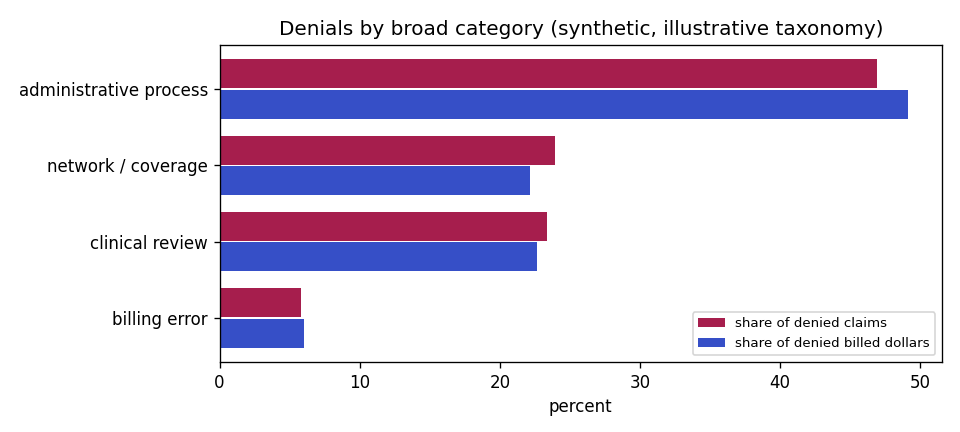 Denials by broad category (synthetic, illustrative taxonomy)
administrative process
network / coverage
clinical review
billing error
share of denied claims
share of denied billed dollars
0 10 20 30 40 50
percent